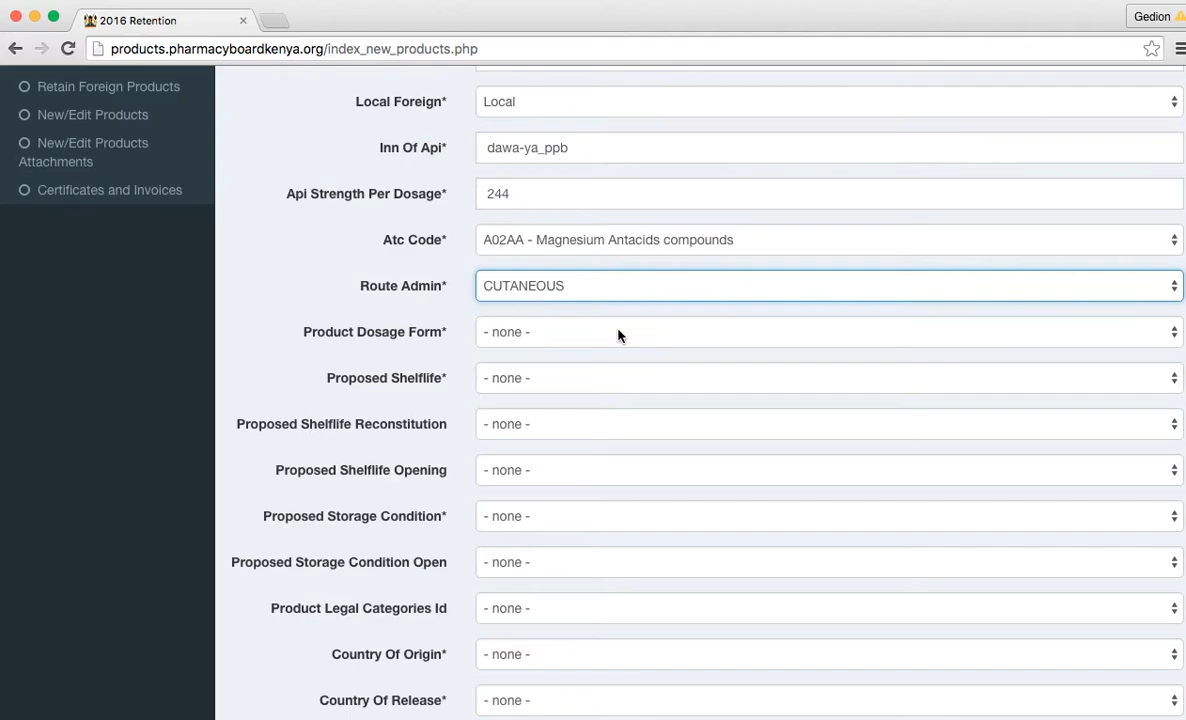 2016 Retention
Gedion
products.pharmacyboardkenya.org/index_new_products.php
Retain Foreign Products
New/Edit Products
New/Edit Products
Attachments
Certificates and Invoices
Local Foreign* Local
Inn Of Api* dawa-ya_ppb
Api Strength Per Dosage* 244
Atc Code* A02AA - Magnesium Antacids compounds
Route Admin* CUTANEOUS
Product Dosage Form* - none -
Proposed Shelflife* - none -
Proposed Shelflife Reconstitution - none -
Proposed Shelflife Opening - none -
Proposed Storage Condition* - none -
Proposed Storage Condition Open - none -
Product Legal Categories Id - none -
Country Of Origin* - none -
Country Of Release* - none -